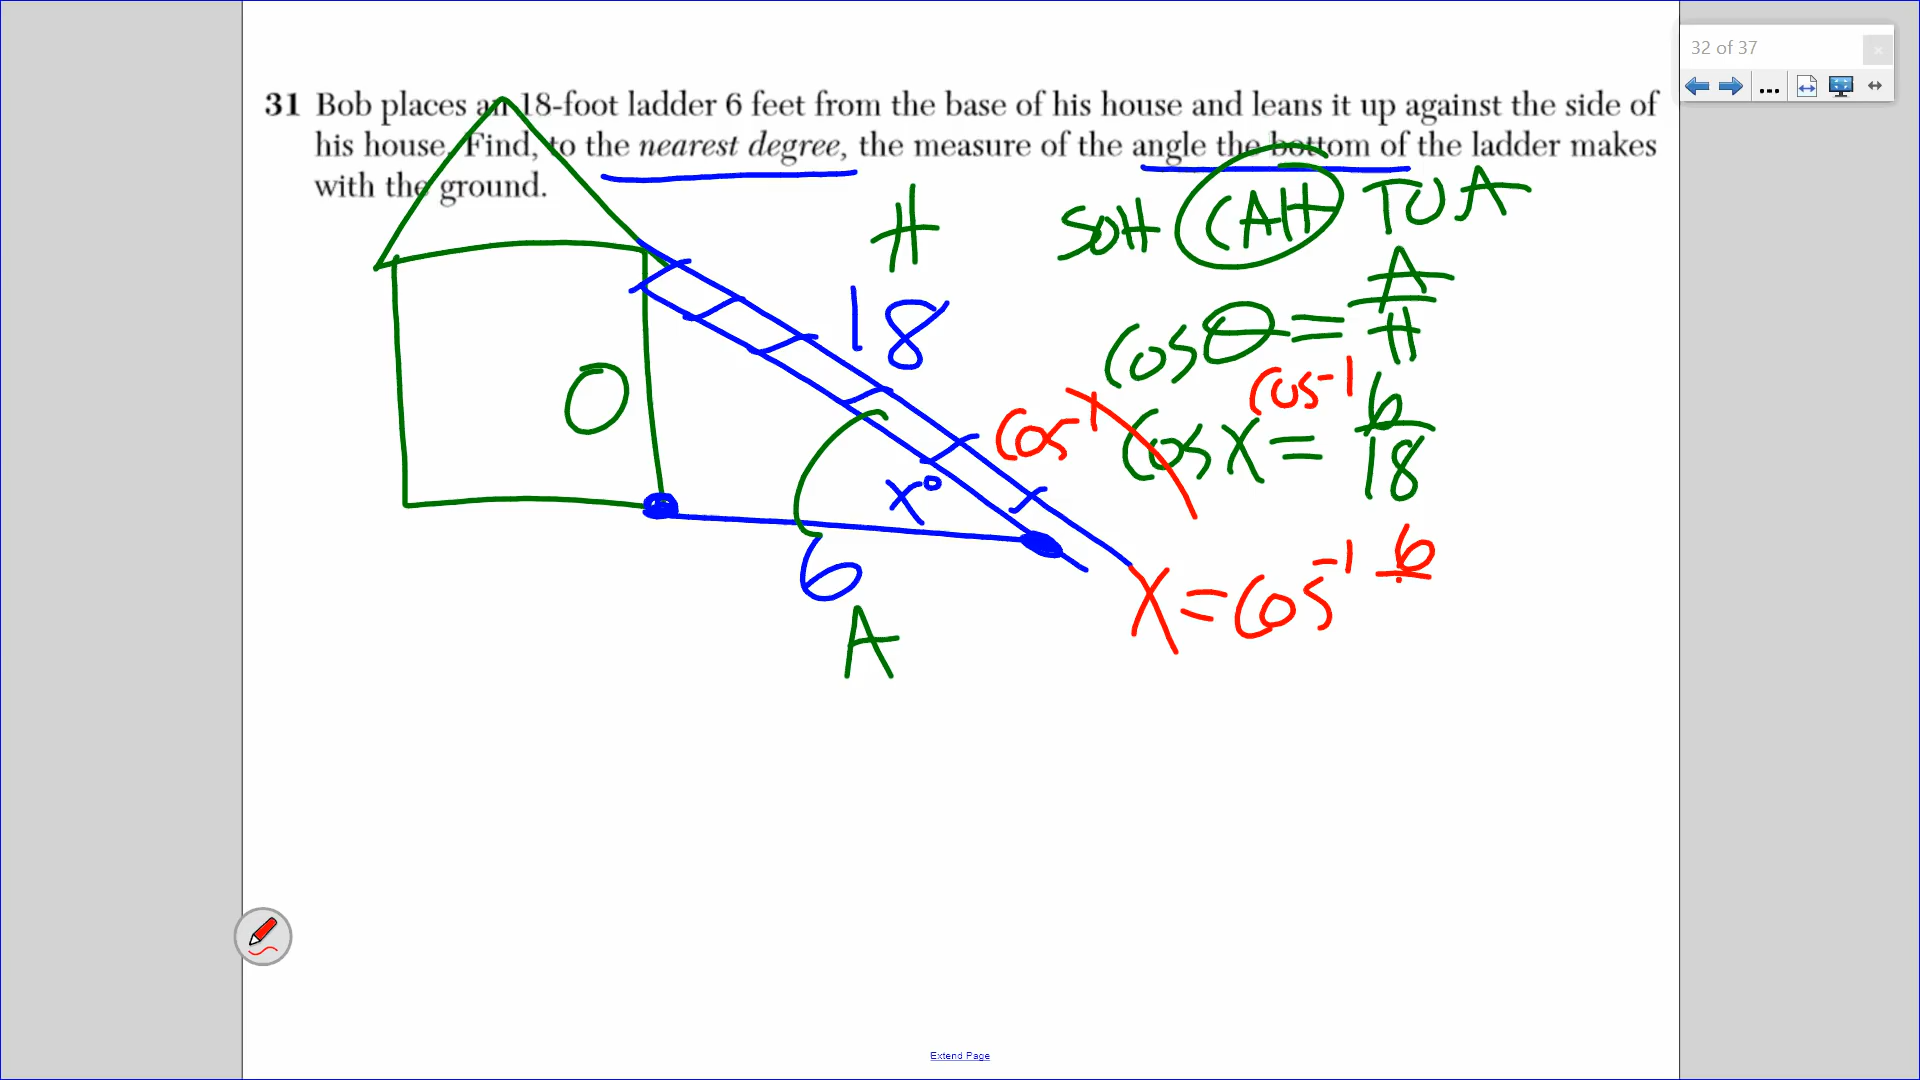 32 of 37
31 Bob places an 18-foot ladder 6 feet from the base of his house and leans it up against the side of
his house. Find, to the nearest degree, the measure of the angle the bottom of the ladder makes
with the ground.
H
SOH CAH TOA
18
cos θ = A/H
O
cos⁻¹ cos x = cos⁻¹ 6/18
x°
6
x = cos⁻¹ 6
A
Extend Page